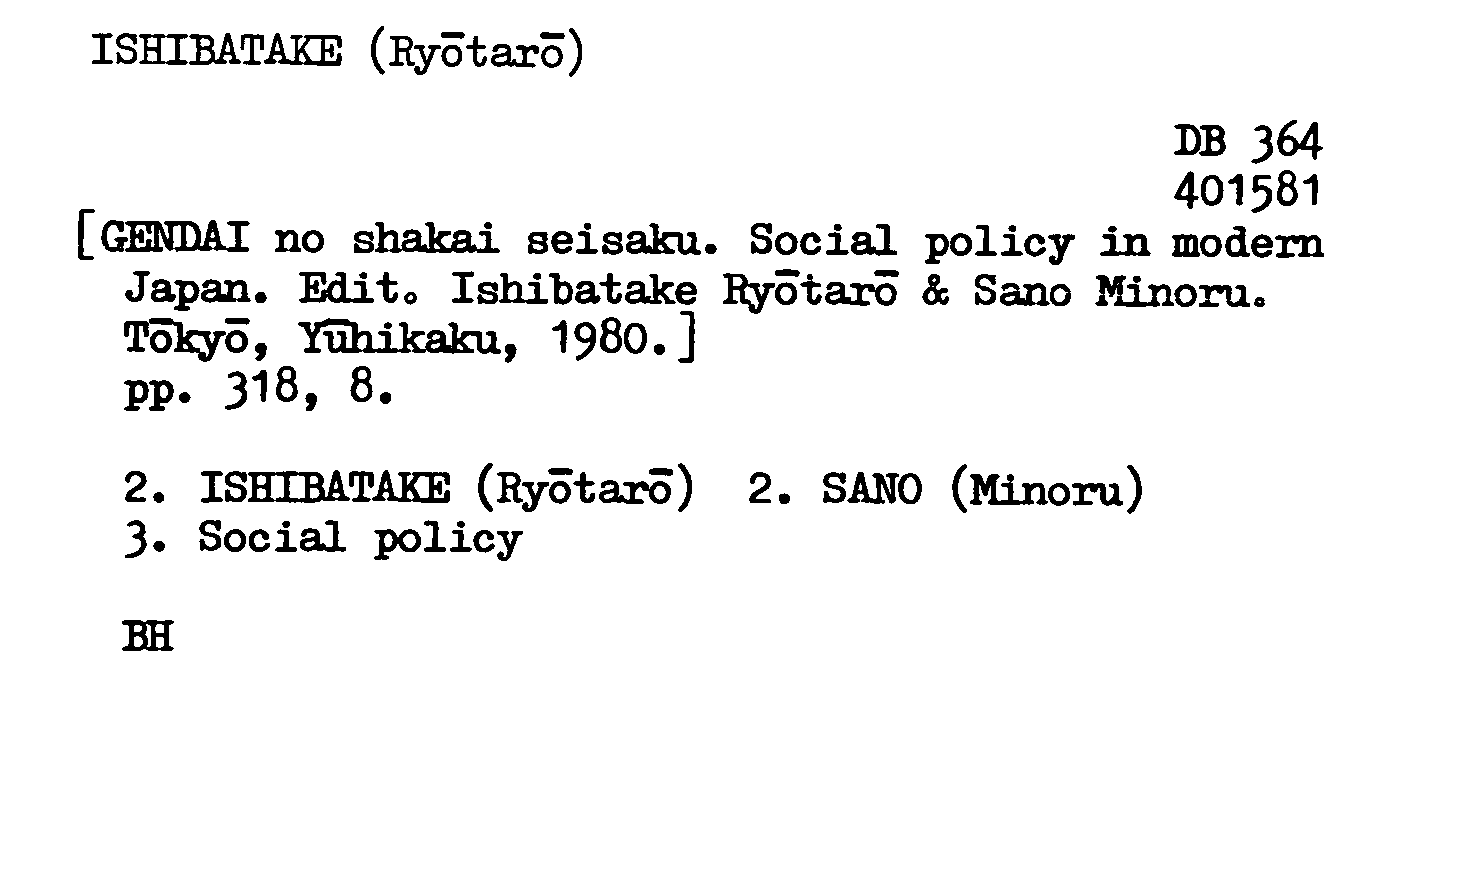 ISHIBATAKE (Ryōtarō)
DB 364
401581
[GENDAI no shakai seisaku. Social policy in modern
Japan. Edit. Ishibatake Ryōtarō & Sano Minoru.
Tōkyō, Yūhikaku, 1980.]
pp. 318, 8.
2. ISHIBATAKE (Ryōtarō) 2. SANO (Minoru)
3. Social policy
BH